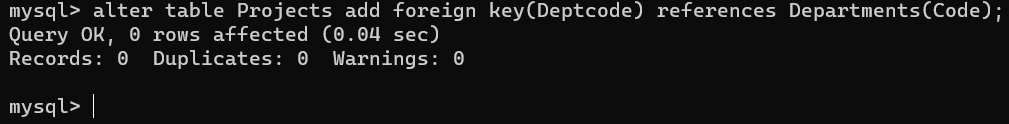 mysql> alter table Projects add foreign key(Deptcode) references Departments(Code);
Query OK, 0 rows affected (0.04 sec)
Records: 0  Duplicates: 0  Warnings: 0
mysql>